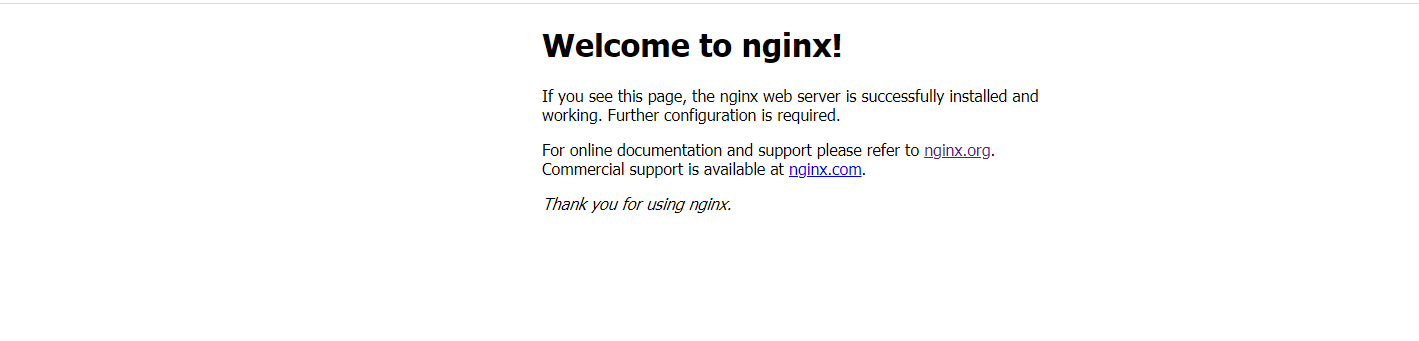 Welcome to nginx!
If you see this page, the nginx web server is successfully installed and
working. Further configuration is required.
For online documentation and support please refer to nginx.org.
Commercial support is available at nginx.com.
Thank you for using nginx.